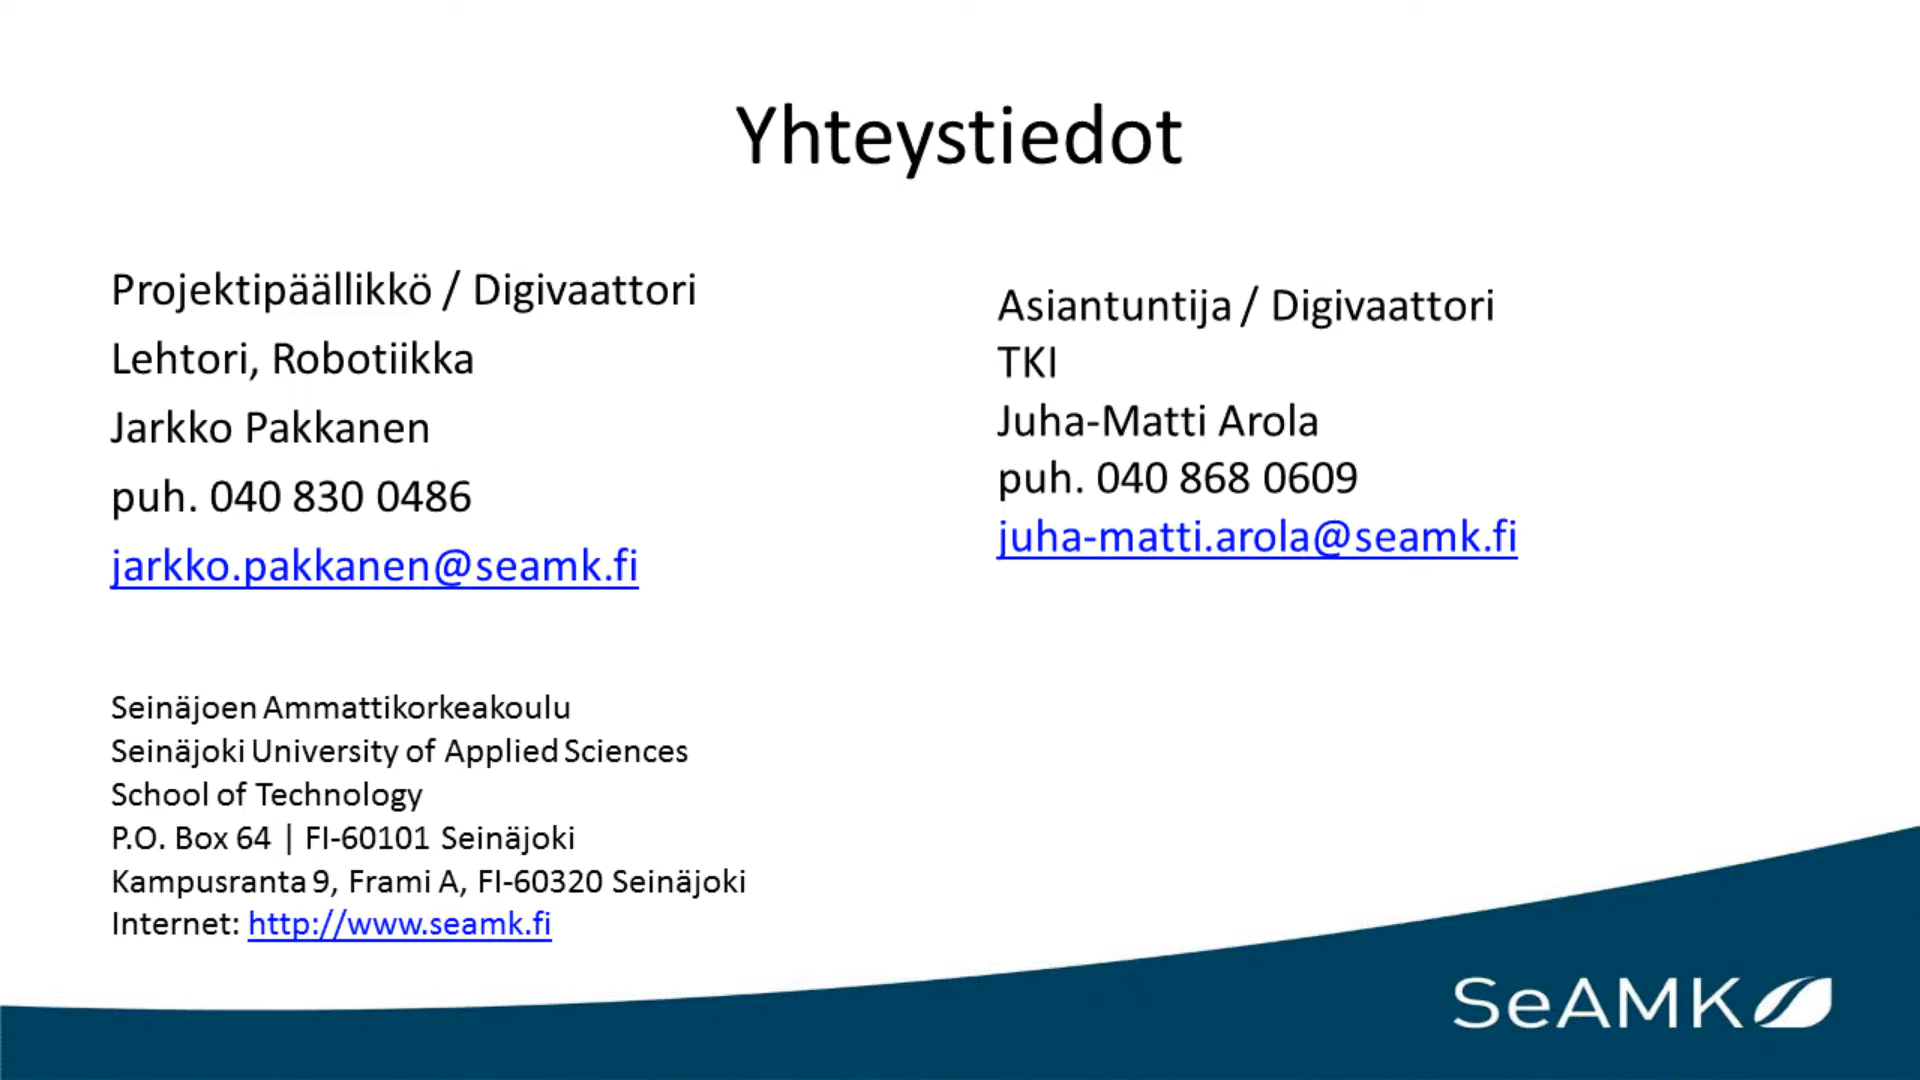 Yhteystiedot
Projektipäällikkö / Digivaattori
Lehtori, Robotiikka
Jarkko Pakkanen
puh. 040 830 0486
jarkko.pakkanen@seamk.fi
Asiantuntija / Digivaattori
TKI
Juha-Matti Arola
puh. 040 868 0609
juha-matti.arola@seamk.fi
Seinäjoen Ammattikorkeakoulu
Seinäjoki University of Applied Sciences
School of Technology
P.O. Box 64 | FI-60101 Seinäjoki
Kampusranta 9, Frami A, FI-60320 Seinäjoki
Internet: http://www.seamk.fi
SeAMK